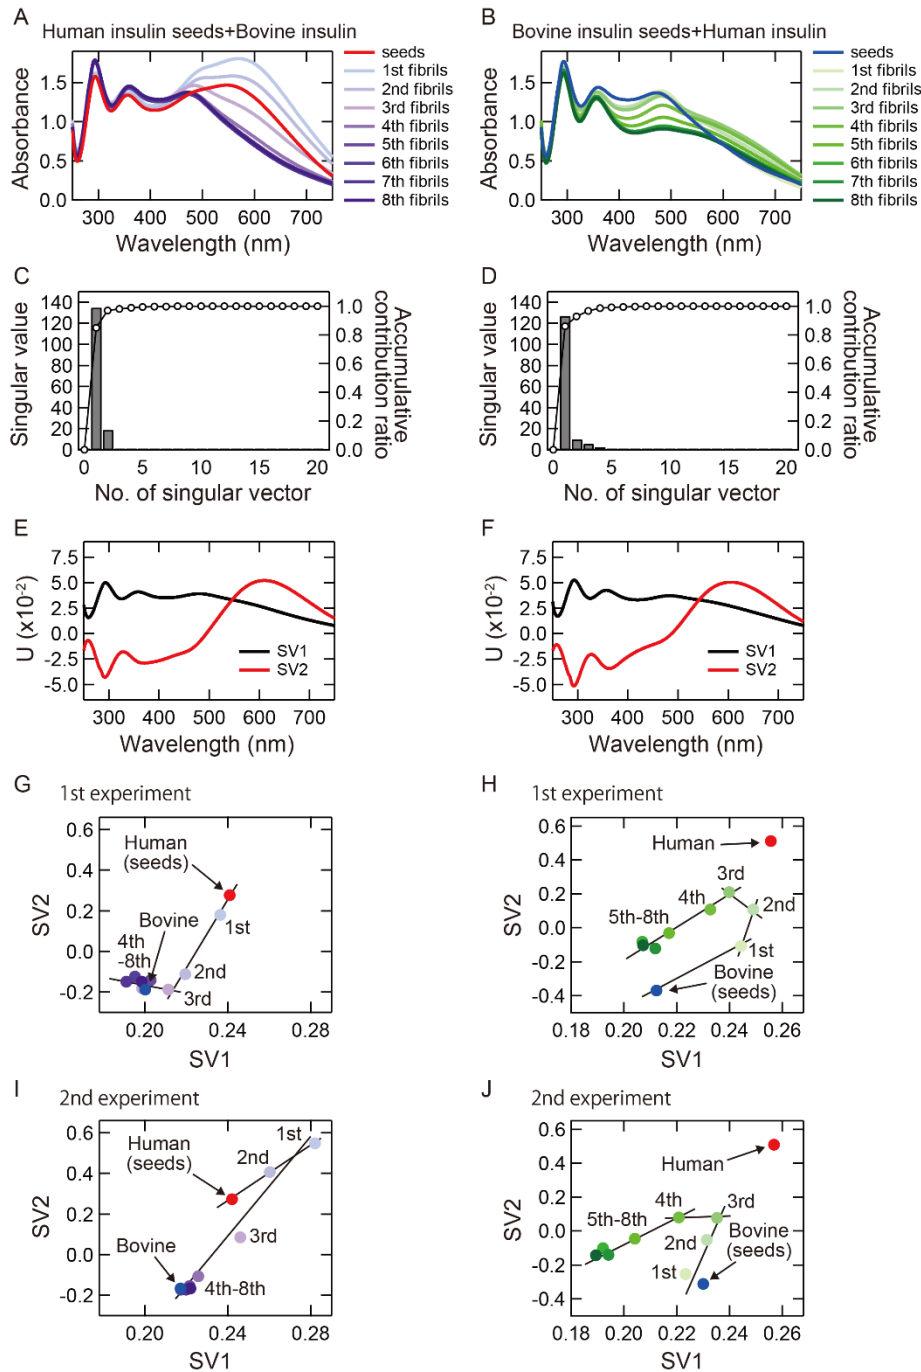 A
Human insulin seeds+Bovine insulin
Absorbance
1.5
1.0
0.5
0.0
300 400 500 600 700
Wavelength (nm)
seeds
1st fibrils
2nd fibrils
3rd fibrils
4th fibrils
5th fibrils
6th fibrils
7th fibrils
8th fibrils
B
Bovine insulin seeds+Human insulin
Absorbance
1.5
1.0
0.5
0.0
300 400 500 600 700
Wavelength (nm)
seeds
1st fibrils
2nd fibrils
3rd fibrils
4th fibrils
5th fibrils
6th fibrils
7th fibrils
8th fibrils
C
Singular value
140
120
100
80
60
40
20
0
0 5 10 15 20
No. of singular vector
1.0
0.8
0.6
0.4
0.2
0.0
Accumulative
contribution ratio
D
Singular value
140
120
100
80
60
40
20
0
0 5 10 15 20
No. of singular vector
1.0
0.8
0.6
0.4
0.2
0.0
Accumulative
contribution ratio
E
U (x10⁻²)
7.5
5.0
2.5
0.0
-2.5
-5.0
SV1
SV2
300 400 500 600 700
Wavelength (nm)
F
U (x10⁻²)
7.5
5.0
2.5
0.0
-2.5
-5.0
SV1
SV2
300 400 500 600 700
Wavelength (nm)
G
1st experiment
SV2
0.6
0.4
0.2
0.0
-0.2
Human
(seeds)
1st
Bovine
4th
-8th
2nd
3rd
0.20 0.24 0.28
SV1
H
1st experiment
SV2
0.6
0.4
0.2
0.0
-0.2
-0.4
Human
3rd
4th
2nd
5th-8th
1st
Bovine
(seeds)
0.18 0.20 0.22 0.24 0.26
SV1
I
2nd experiment
SV2
0.6
0.4
0.2
0.0
-0.2
1st
Human
(seeds)
2nd
3rd
Bovine
4th-8th
0.20 0.24 0.28
SV1
J
2nd experiment
SV2
0.6
0.4
0.2
0.0
-0.2
-0.4
Human
4th
3rd
5th-8th
2nd
Bovine
(seeds)
1st
0.18 0.20 0.22 0.24 0.26
SV1